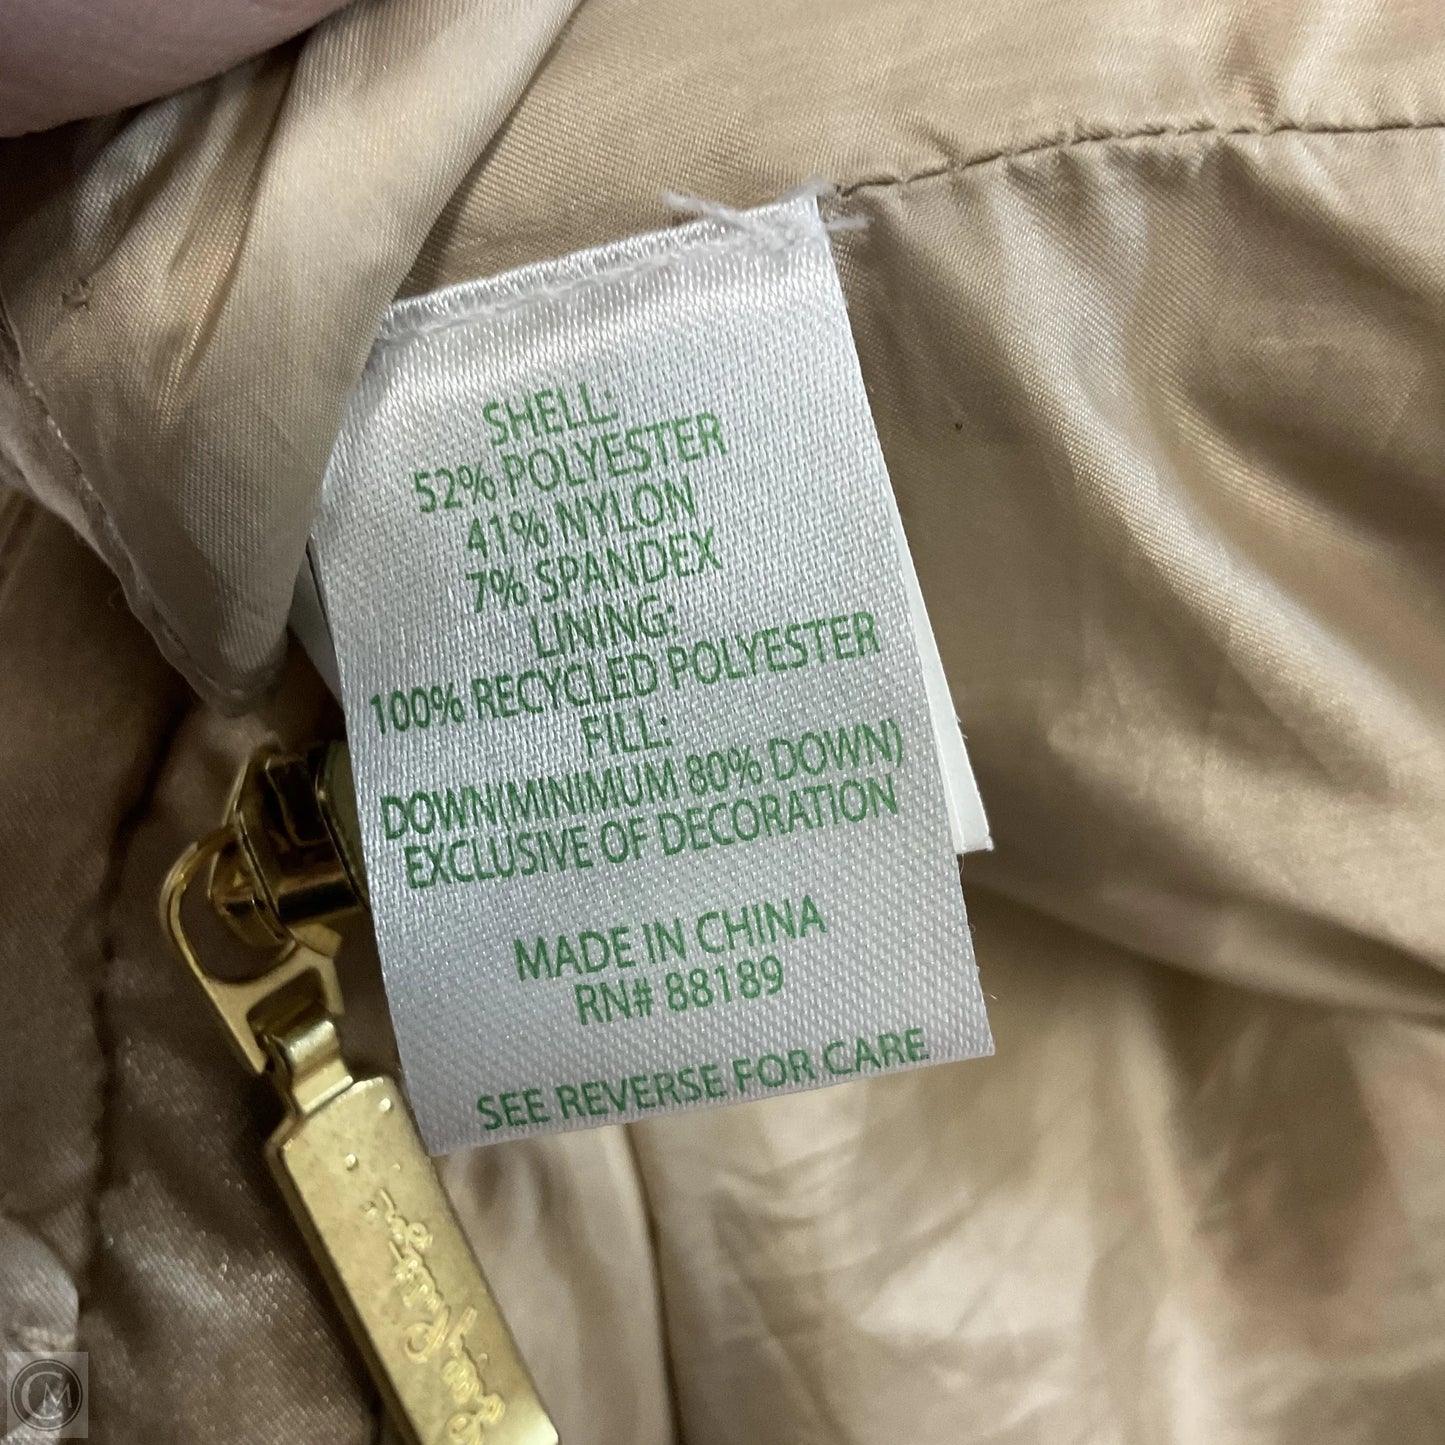 SHELL:
52% POLYESTER
41% NYLON
7% SPANDEX
LINING:
100% RECYCLED POLYESTER
FILL:
DOWN(MINIMUM 80% DOWN)
EXCLUSIVE OF DECORATION
MADE IN CHINA
RN# 88189
SEE REVERSE FOR CARE